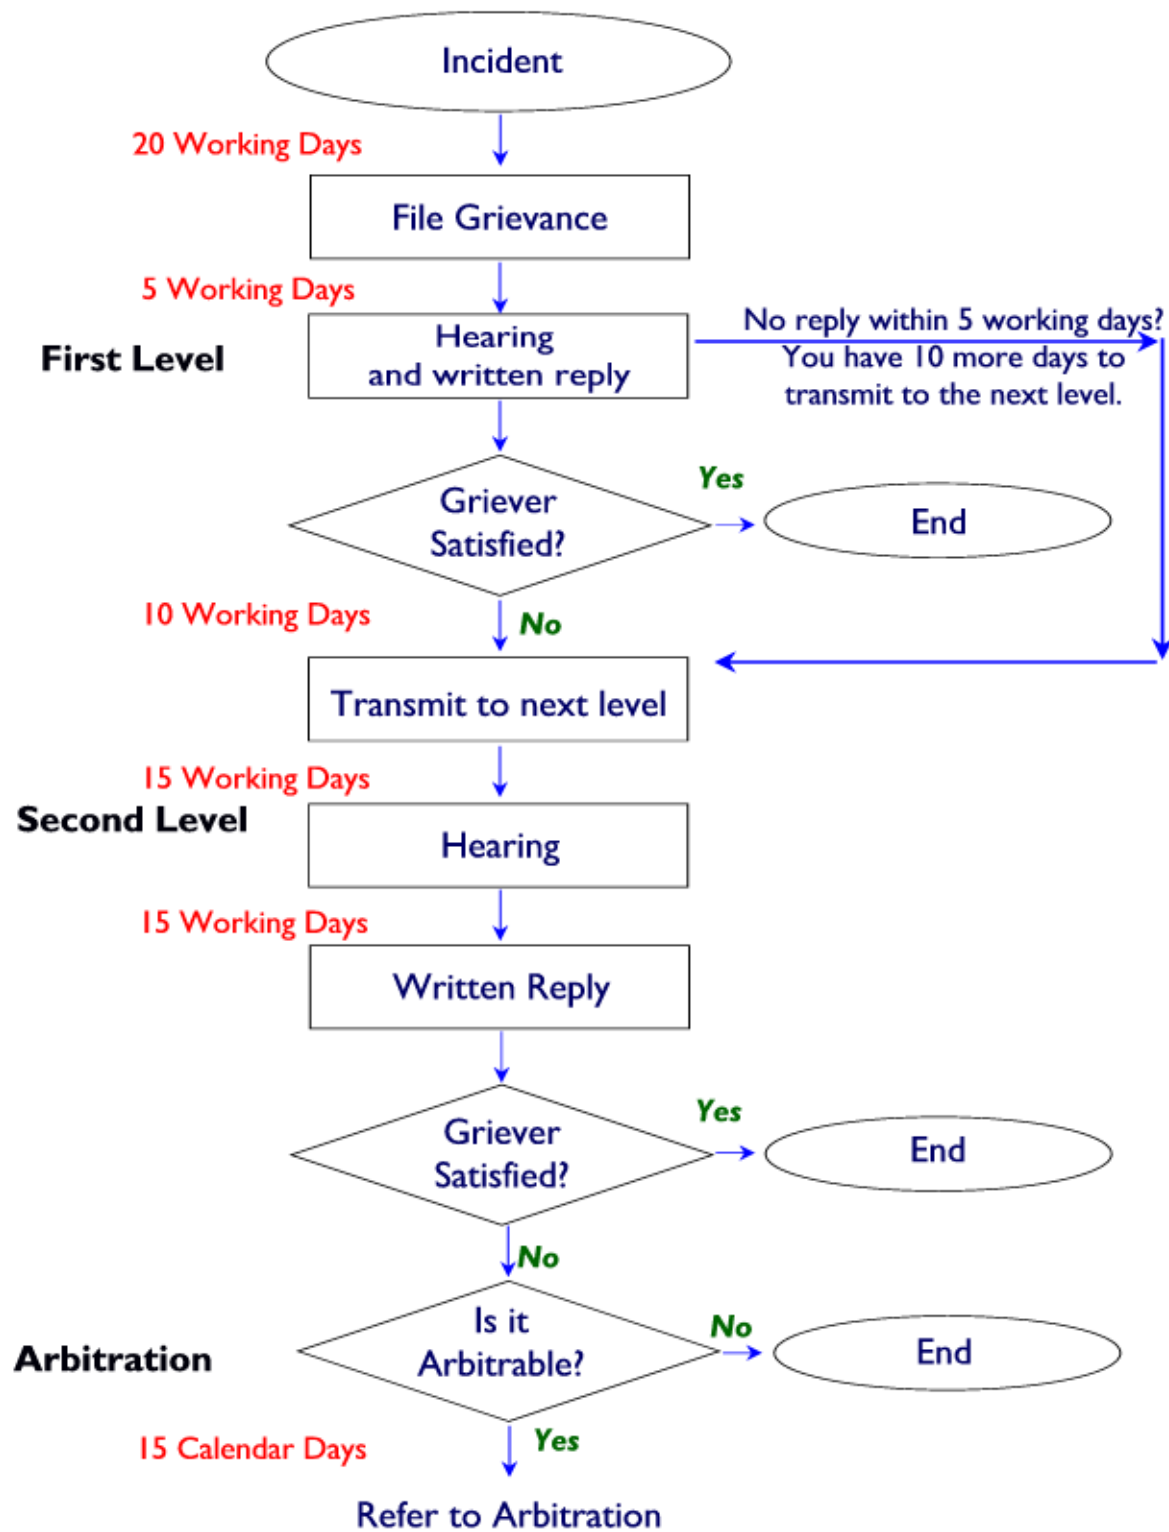 Incident
20 Working Days
File Grievance
5 Working Days
First Level
Hearing
and written reply
No reply within 5 working days?
You have 10 more days to
transmit to the next level.
Griever
Satisfied?
Yes
End
10 Working Days
No
Transmit to next level
15 Working Days
Second Level
Hearing
15 Working Days
Written Reply
Griever
Satisfied?
Yes
End
No
Arbitration
Is it
Arbitrable?
No
End
15 Calendar Days
Yes
Refer to Arbitration